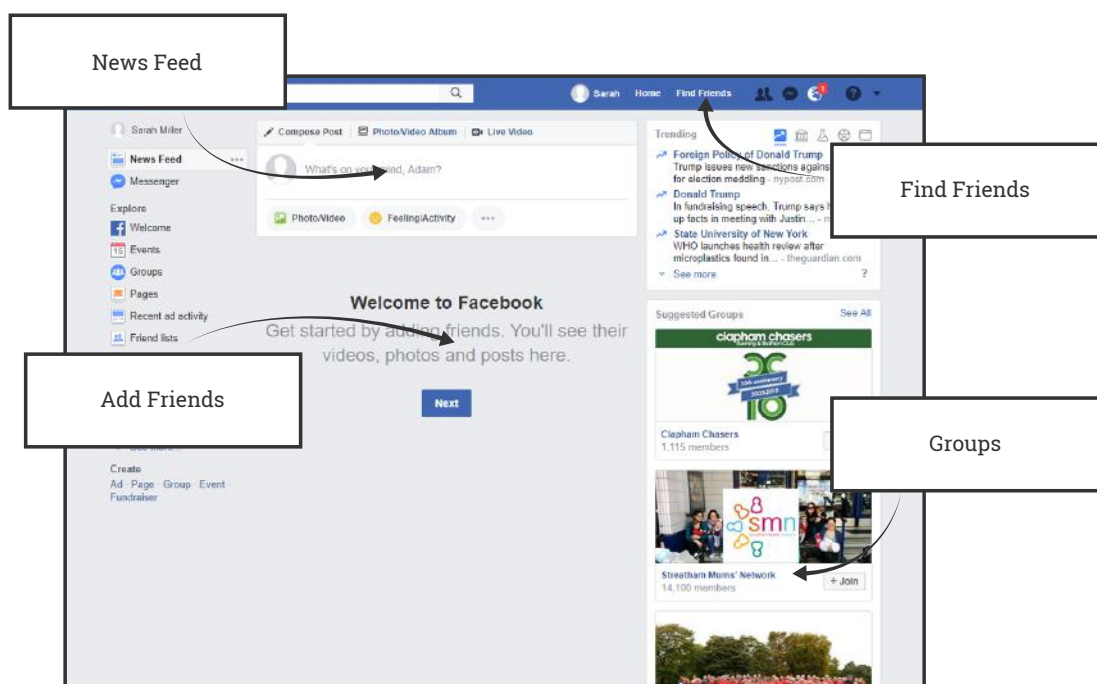 News Feed
Sarah
Home
Find Friends
1
Sarah Miller
News Feed
Messenger
Explore
Welcome
15 Events
Groups
Pages
Recent ad activity
Friend lists
Add Friends
See more...
Create
Ad · Page · Group · Event
Fundraiser
Compose Post
Photo/Video Album
Live Video
What's on your mind, Adam?
Photo/Video
Feeling/Activity
Welcome to Facebook
Get started by adding friends. You'll see their
videos, photos and posts here.
Next
Trending
Foreign Policy of Donald Trump
Trump issues new sanctions against
for election meddling - nypost.com
Donald Trump
In fundraising speech, Trump says
up facts in meeting with Justin... -
State University of New York
WHO launches health review after
microplastics found in... - theguardian.com
See more
?
Find Friends
Suggested Groups
See All
clapham chasers
Clapham Chasers
1,115 members
Groups
smn
Streatham Mums' Network
14,100 members
+ Join